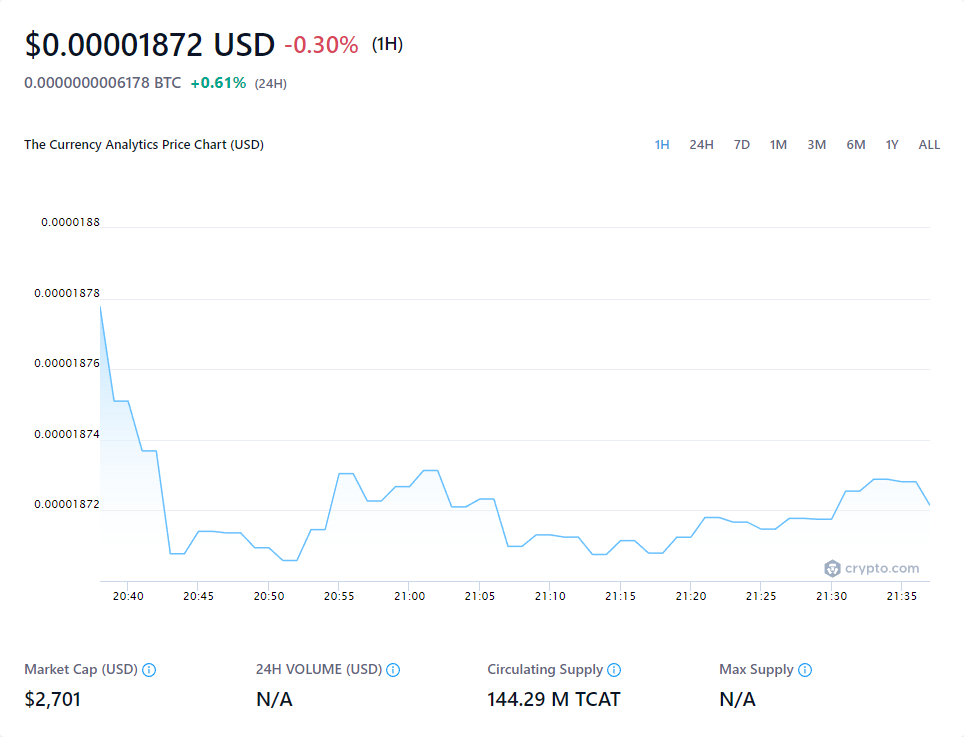 $0.00001872 USD -0.30% (1H)
0.0000000006178 BTC +0.61% (24H)
The Currency Analytics Price Chart (USD) 1H 24H 7D 1M 3M 6M 1Y ALL
0.0000188
0.00001878
0.00001876
0.00001874
0.00001872
crypto.com
20:40 20:45 20:50 20:55 21:00 21:05 21:10 21:15 21:20 21:25 21:30 21:35
Market Cap (USD) 24H VOLUME (USD) Circulating Supply Max Supply
$2,701 N/A 144.29 M TCAT N/A